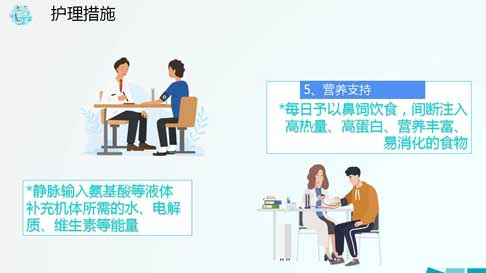 护理措施
5、营养支持
*每日予以鼻饲饮食，间断注入
高热量、高蛋白、营养丰富、
易消化的食物
*静脉输入氨基酸等液体
补充机体所需的水、电解
质、维生素等能量